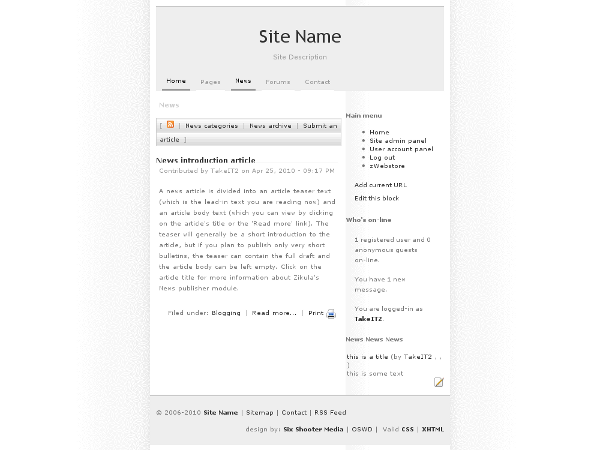 Site Name
Site Description
Home Pages News Forums Contact
News
[ | News categories | News archive | Submit an
article ]
News introduction article
Contributed by TakeIT2 on Apr 25, 2010 - 09:17 PM
A news article is divided into an article teaser text
(which is the lead-in text you are reading now) and
an article body text (which you can view by clicking
on the article's title or the 'Read more' link). The
teaser will generally be a short introduction to the
article, but if you plan to publish only very short
bulletins, the teaser can contain the full draft and
the article body can be left empty. Click on the
article title for more information about Zikula's
News publisher module.
Filed under: Blogging | Read more... | Print
Main menu
Home
Site admin panel
User account panel
Log out
zWebstore
Add current URL
Edit this block
Who's on-line
1 registered user and 0
anonymous guests
on-line.
You have 1 new
message.
You are logged-in as
TakeIT2.
News News News
this is a title (by TakeIT2 , ,
)
this is some text
© 2006-2010 Site Name | Sitemap | Contact | RSS Feed
design by: Six Shooter Media | OSWD | Valid CSS | XHTML